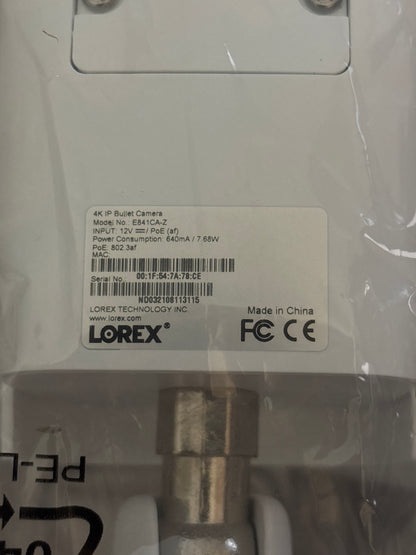 4K IP Bullet Camera
Model No.: E841CA-Z
INPUT: 12V ⎓ / PoE (af)
Power Consumption: 640mA / 7.68W
PoE: 802.3af
MAC:
00:1F:54:7A:78:CE
Serial No.
ND032108113115
LOREX TECHNOLOGY INC.
www.lorex.com
LOREX®
Made in China
FC CE
PE-L
04